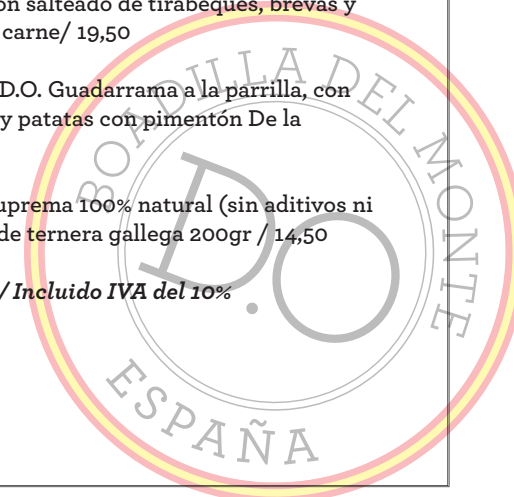 on salteado de tirabeques, brevas y
carne/ 19,50
D.O. Guadarrama a la parrilla, con
y patatas con pimentón De la
uprema 100% natural (sin aditivos ni
de ternera gallega 200gr / 14,50
/ Incluido IVA del 10%
BOADILLA DEL MONTE
D.O
ESPAÑA